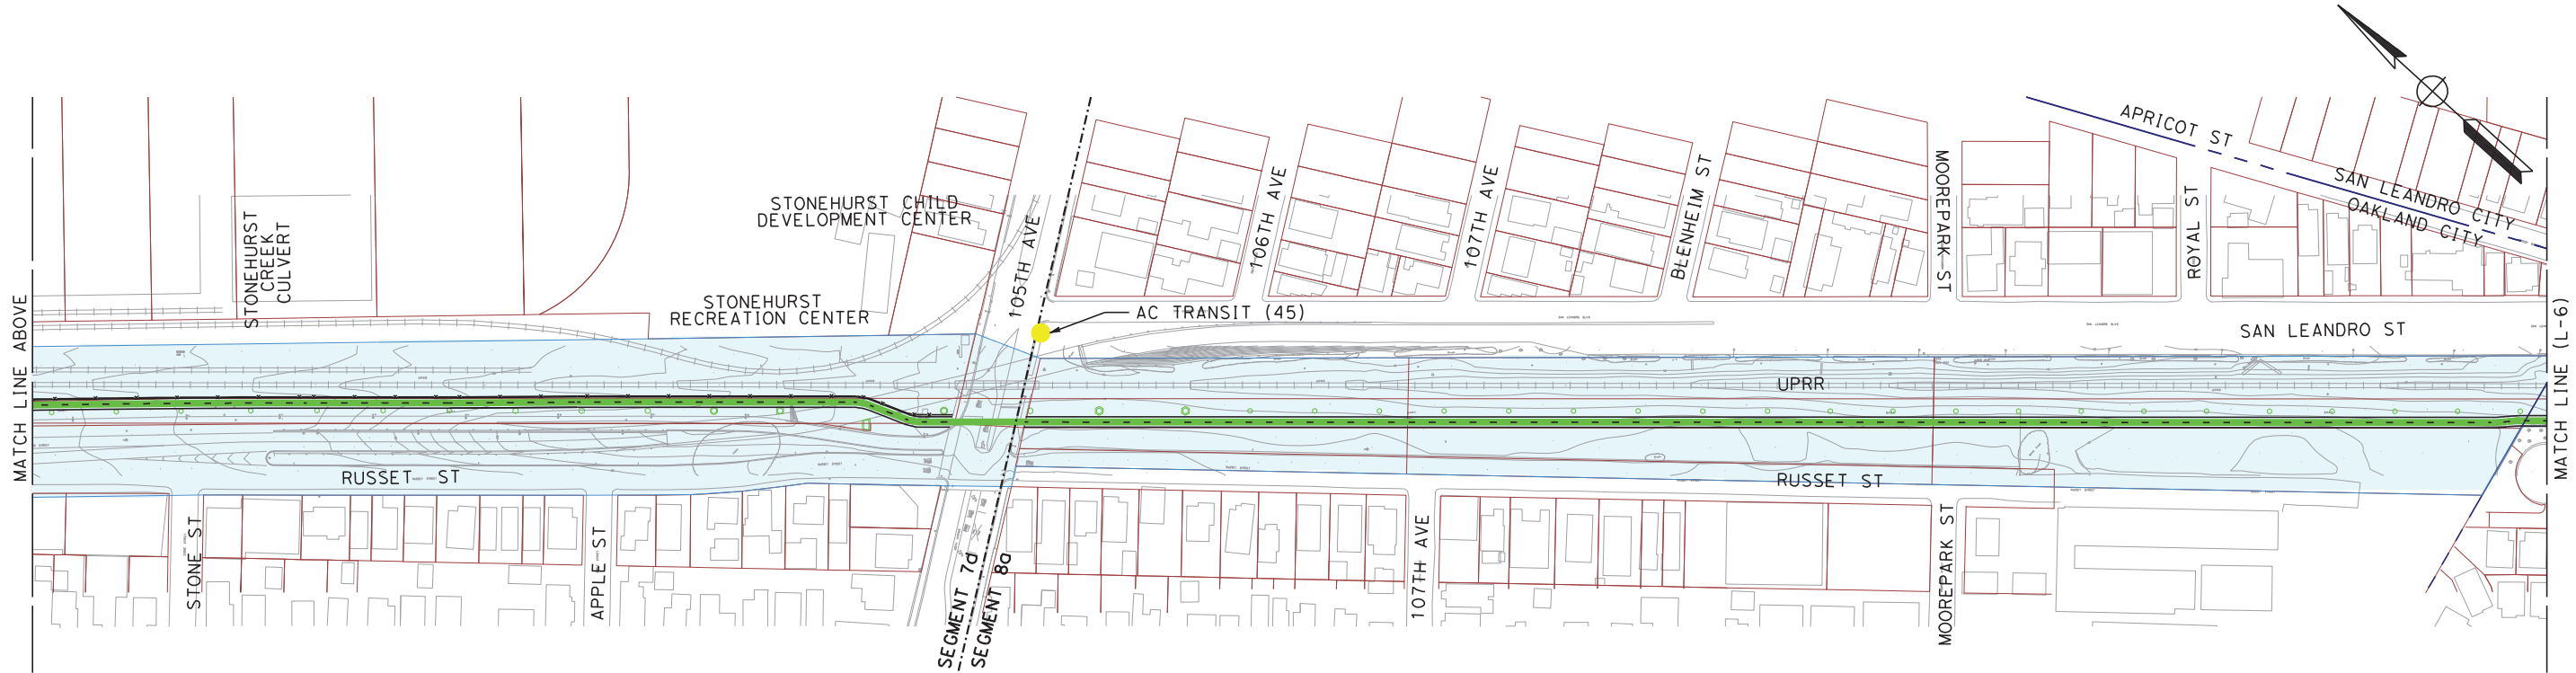 APRICOT ST
SAN LEANDRO CITY
OAKLAND CITY
STONEHURST
CREEK
CULVERT
STONEHURST CHILD
DEVELOPMENT CENTER
STONEHURST
RECREATION CENTER
105TH AVE
106TH AVE
107TH AVE
BLENHEIM ST
MOOREPARK ST
ROYAL ST
AC TRANSIT (45)
SAN LEANDRO ST
UPRR
MATCH LINE ABOVE
MATCH LINE (L-6)
RUSSET ST
RUSSET ST
STONE ST
APPLE ST
SEGMENT 7d
SEGMENT 8a
107TH AVE
MOOREPARK ST